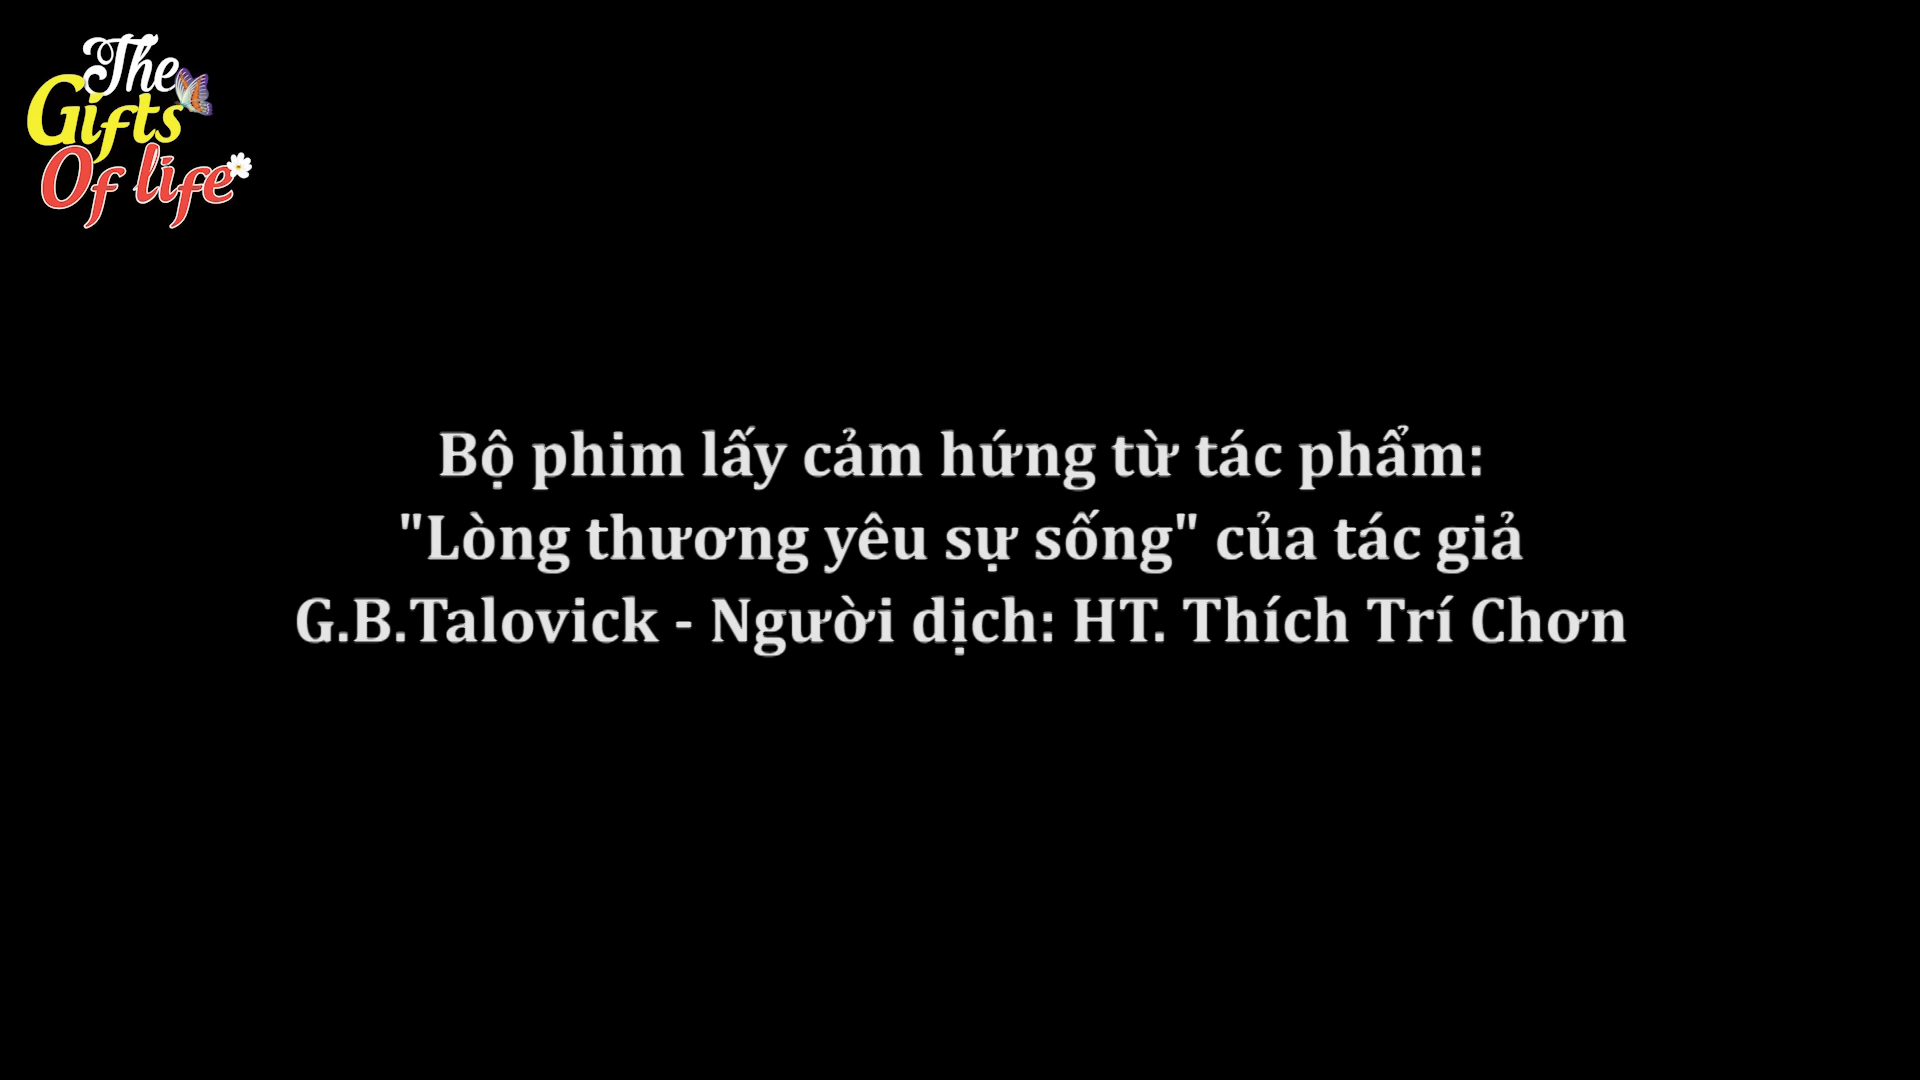 The
Gifts
Of life
Bộ phim lấy cảm hứng từ tác phẩm:
"Lòng thương yêu sự sống" của tác giả
G.B.Talovick - Người dịch: HT. Thích Trí Chơn